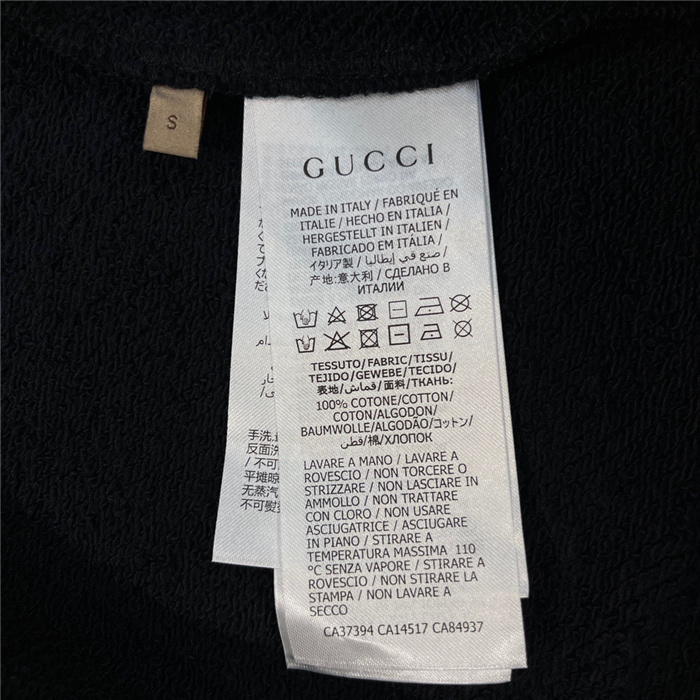 S
GUCCI
MADE IN ITALY / FABRIQUÉ EN
ITALIE / HECHO EN ITALIA /
HERGESTELLT IN ITALIEN /
FABRICADO EM ITÁLIA /
イタリア製 / صنع في إيطاليا /
产地:意大利 / СДЕЛАНО В
ИТАЛИИ
TESSUTO/FABRIC/TISSU/
TEJIDO/GEWEBE/TECIDO/
表地/قماش/面料/ТКАНЬ:
100% COTONE/COTTON/
COTON/ALGODON/
BAUMWOLLE/ALGODÃO/コットン/
قطن/棉/ХЛОПОК
LAVARE A MANO / LAVARE A
ROVESCIO / NON TORCERE O
STRIZZARE / NON LASCIARE IN
AMMOLLO / NON TRATTARE
CON CLORO / NON USARE
ASCIUGATRICE / ASCIUGARE
IN PIANO / STIRARE A
TEMPERATURA MASSIMA 110
°C SENZA VAPORE / STIRARE A
ROVESCIO / NON STIRARE LA
STAMPA / NON LAVARE A
SECCO
CA37394 CA14517 CA84937
手洗
反面洗
/ 不可
平摊晾
无蒸汽
不可熨